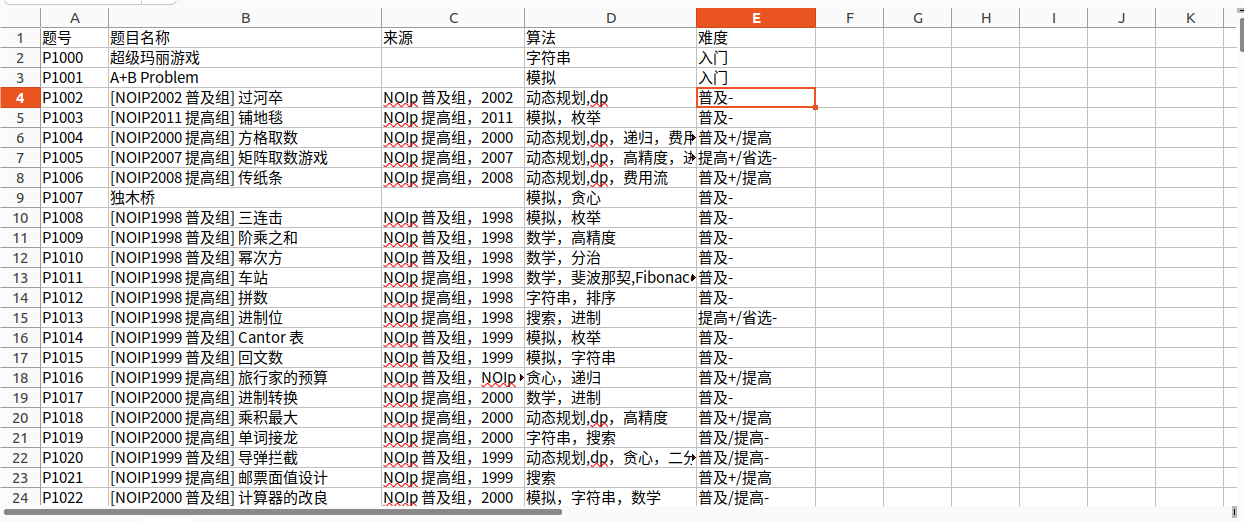 A B C D E F G H I J K
1 题号 题目名称 来源 算法 难度
2 P1000 超级玛丽游戏 字符串 入门
3 P1001 A+B Problem 模拟 入门
4 P1002 [NOIP2002 普及组] 过河卒 NOIp 普及组，2002 动态规划,dp 普及-
5 P1003 [NOIP2011 提高组] 铺地毯 NOIp 提高组，2011 模拟，枚举 普及-
6 P1004 [NOIP2000 提高组] 方格取数 NOIp 提高组，2000 动态规划,dp，递归，费用 普及+/提高
7 P1005 [NOIP2007 提高组] 矩阵取数游戏 NOIp 提高组，2007 动态规划,dp，高精度， 提高+/省选-
8 P1006 [NOIP2008 提高组] 传纸条 NOIp 提高组，2008 动态规划,dp，费用流 普及+/提高
9 P1007 独木桥 模拟，贪心 普及-
10 P1008 [NOIP1998 普及组] 三连击 NOIp 普及组，1998 模拟，枚举 普及-
11 P1009 [NOIP1998 普及组] 阶乘之和 NOIp 普及组，1998 数学，高精度 普及-
12 P1010 [NOIP1998 普及组] 幂次方 NOIp 普及组，1998 数学，分治 普及-
13 P1011 [NOIP1998 提高组] 车站 NOIp 提高组，1998 数学，斐波那契,Fibonac 普及-
14 P1012 [NOIP1998 提高组] 拼数 NOIp 提高组，1998 字符串，排序 普及-
15 P1013 [NOIP1998 提高组] 进制位 NOIp 提高组，1998 搜索，进制 提高+/省选-
16 P1014 [NOIP1999 普及组] Cantor 表 NOIp 普及组，1999 模拟，枚举 普及-
17 P1015 [NOIP1999 普及组] 回文数 NOIp 普及组，1999 模拟，字符串 普及-
18 P1016 [NOIP1999 提高组] 旅行家的预算 NOIp 普及组，NOIp 贪心，递归 普及+/提高
19 P1017 [NOIP2000 提高组] 进制转换 NOIp 提高组，2000 数学，进制 普及-
20 P1018 [NOIP2000 提高组] 乘积最大 NOIp 提高组，2000 动态规划,dp，高精度 普及+/提高
21 P1019 [NOIP2000 提高组] 单词接龙 NOIp 提高组，2000 字符串，搜索 普及/提高-
22 P1020 [NOIP1999 普及组] 导弹拦截 NOIp 普及组，1999 动态规划,dp，贪心，二分 普及/提高-
23 P1021 [NOIP1999 提高组] 邮票面值设计 NOIp 提高组，1999 搜索 普及+/提高
24 P1022 [NOIP2000 普及组] 计算器的改良 NOIp 普及组，2000 模拟，字符串，数学 普及/提高-